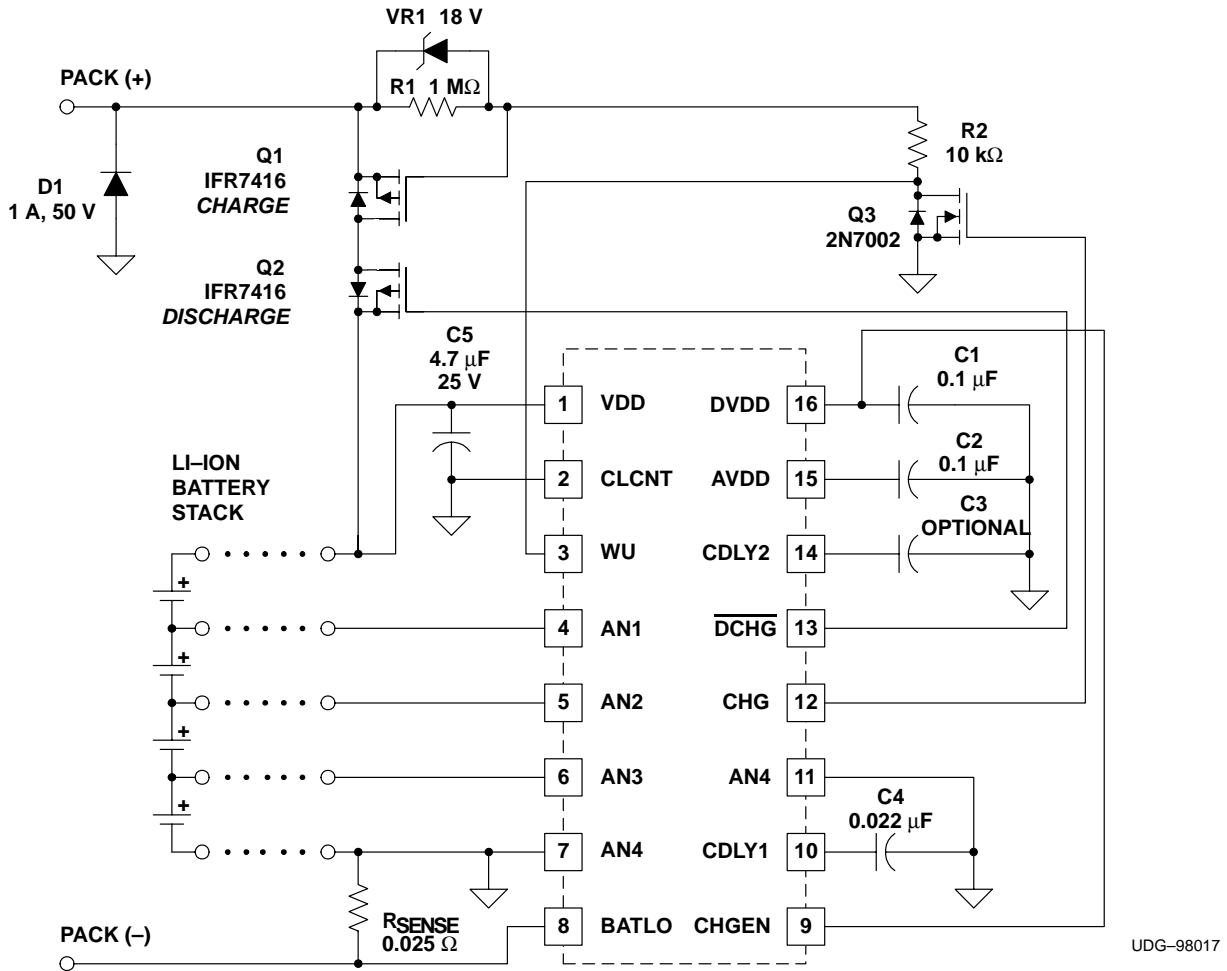 VR1 18 V
PACK (+)
R1 1 MΩ
R2
10 kΩ
Q1
IFR7416
CHARGE
D1
1 A, 50 V
Q3
2N7002
Q2
IFR7416
DISCHARGE
C5
4.7 μF
25 V
C1
0.1 μF
1 VDD DVDD 16
C2
0.1 μF
LI–ION
BATTERY
STACK
2 CLCNT AVDD 15
C3
OPTIONAL
3 WU CDLY2 14
+
4 AN1 DCHG 13
+
5 AN2 CHG 12
+
6 AN3 AN4 11
+
C4
0.022 μF
7 AN4 CDLY1 10
RSENSE
0.025 Ω
8 BATLO CHGEN 9
PACK (–)
UDG–98017